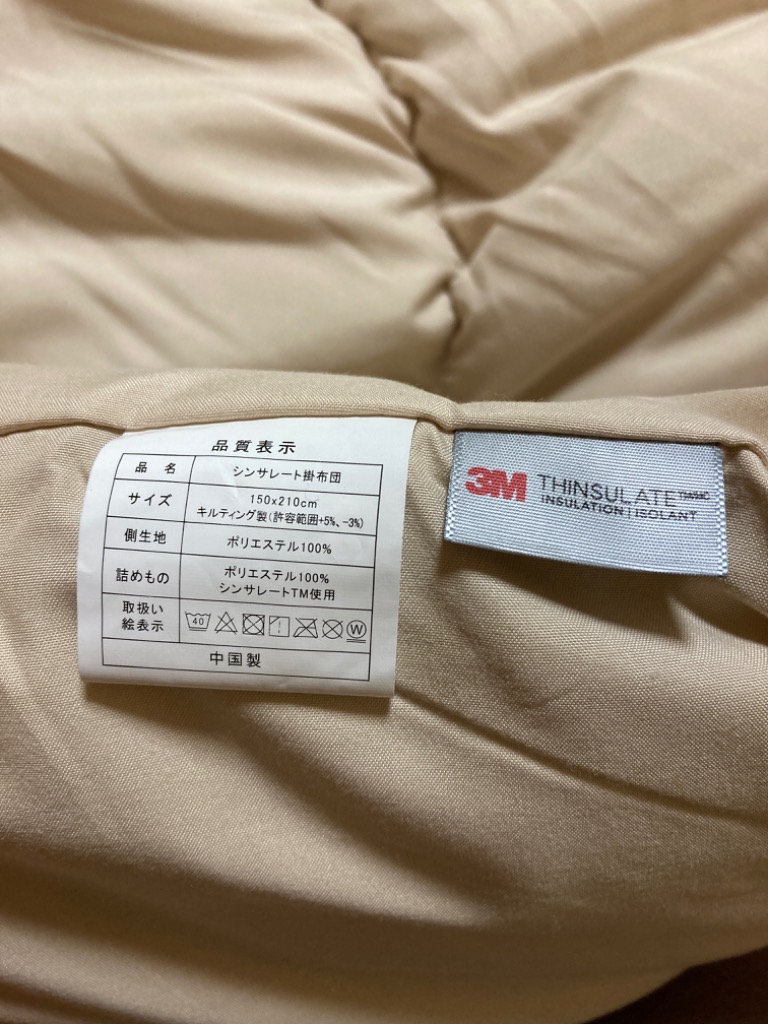 品質表示
品名 シンサレート掛布団
サイズ 150x210cm
キルティング製(許容範囲+5%、-3%)
側生地 ポリエステル100%
詰めもの ポリエステル100%
シンサレートTM使用
取扱い
絵表示 40 W
中国製
3M THINSULATE TM/MC
INSULATION | ISOLANT